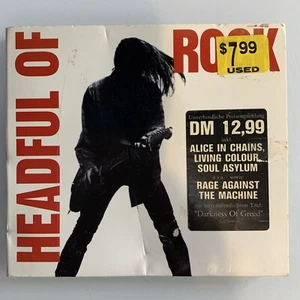 HEADFUL OF
ROCK
$7.99
USED
Unverbindliche Preisempfehlung
DM 12,99
inkl.
ALICE IN CHAINS,
LIVING COLOUR,
SOUL ASYLUM
RAGE AGAINST
THE MACHINE
"Darkness Of Greed"